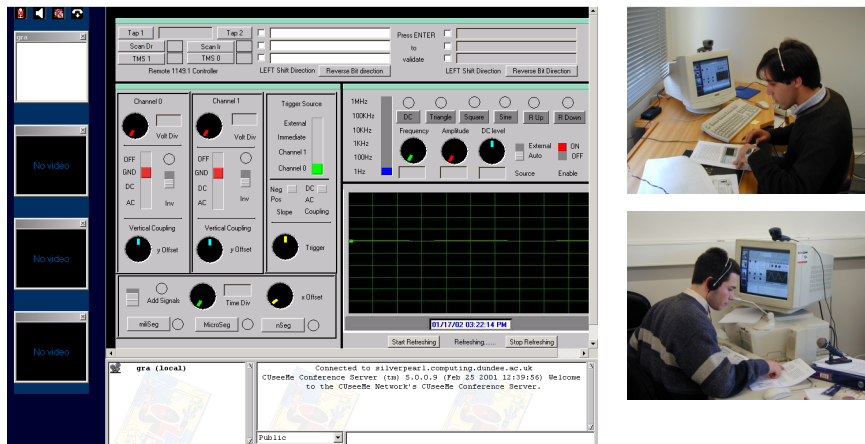 gra
No video
No video
No video
Tap 1
Tap 2
Scan Dr
Scan Ir
TMS 1
TMS 0
Remote 1149.1 Controller
LEFT Shift Direction
Reverse Bit direction
Press ENTER
to
validate
LEFT Shift Direction
Reverse Bit Direction
Channel 0
Volt Div
OFF
GND
DC
AC
Inv
Vertical Coupling
y Offset
Channel 1
Volt Div
OFF
GND
DC
AC
Inv
Vertical Coupling
y Offset
Trigger Source
External
Immediate
Channel 1
Channel 0
Neg
Pos
Slope
DC
AC
Coupling
Trigger
Add Signals
Time Div
x Offset
miliSeg
MicroSeg
nSeg
1MHz
100KHz
10KHz
1KHz
100Hz
1Hz
DC
Triangle
Square
Sine
R Up
R Down
Frequency
Amplitude
DC level
External
Auto
Source
ON
OFF
Enable
01/17/02 03:22:14 PM
Start Refreshing
Refreshing......
Stop Refreshing
gra (local)
Connected to silverpearl.computing.dundee.ac.uk
CUseeMe Conference Server (tm) 5.0.0.9 (Feb 25 2001 12:39:56) Welcome
to the CUseeMe Network's CUseeMe Conference Server.
Public